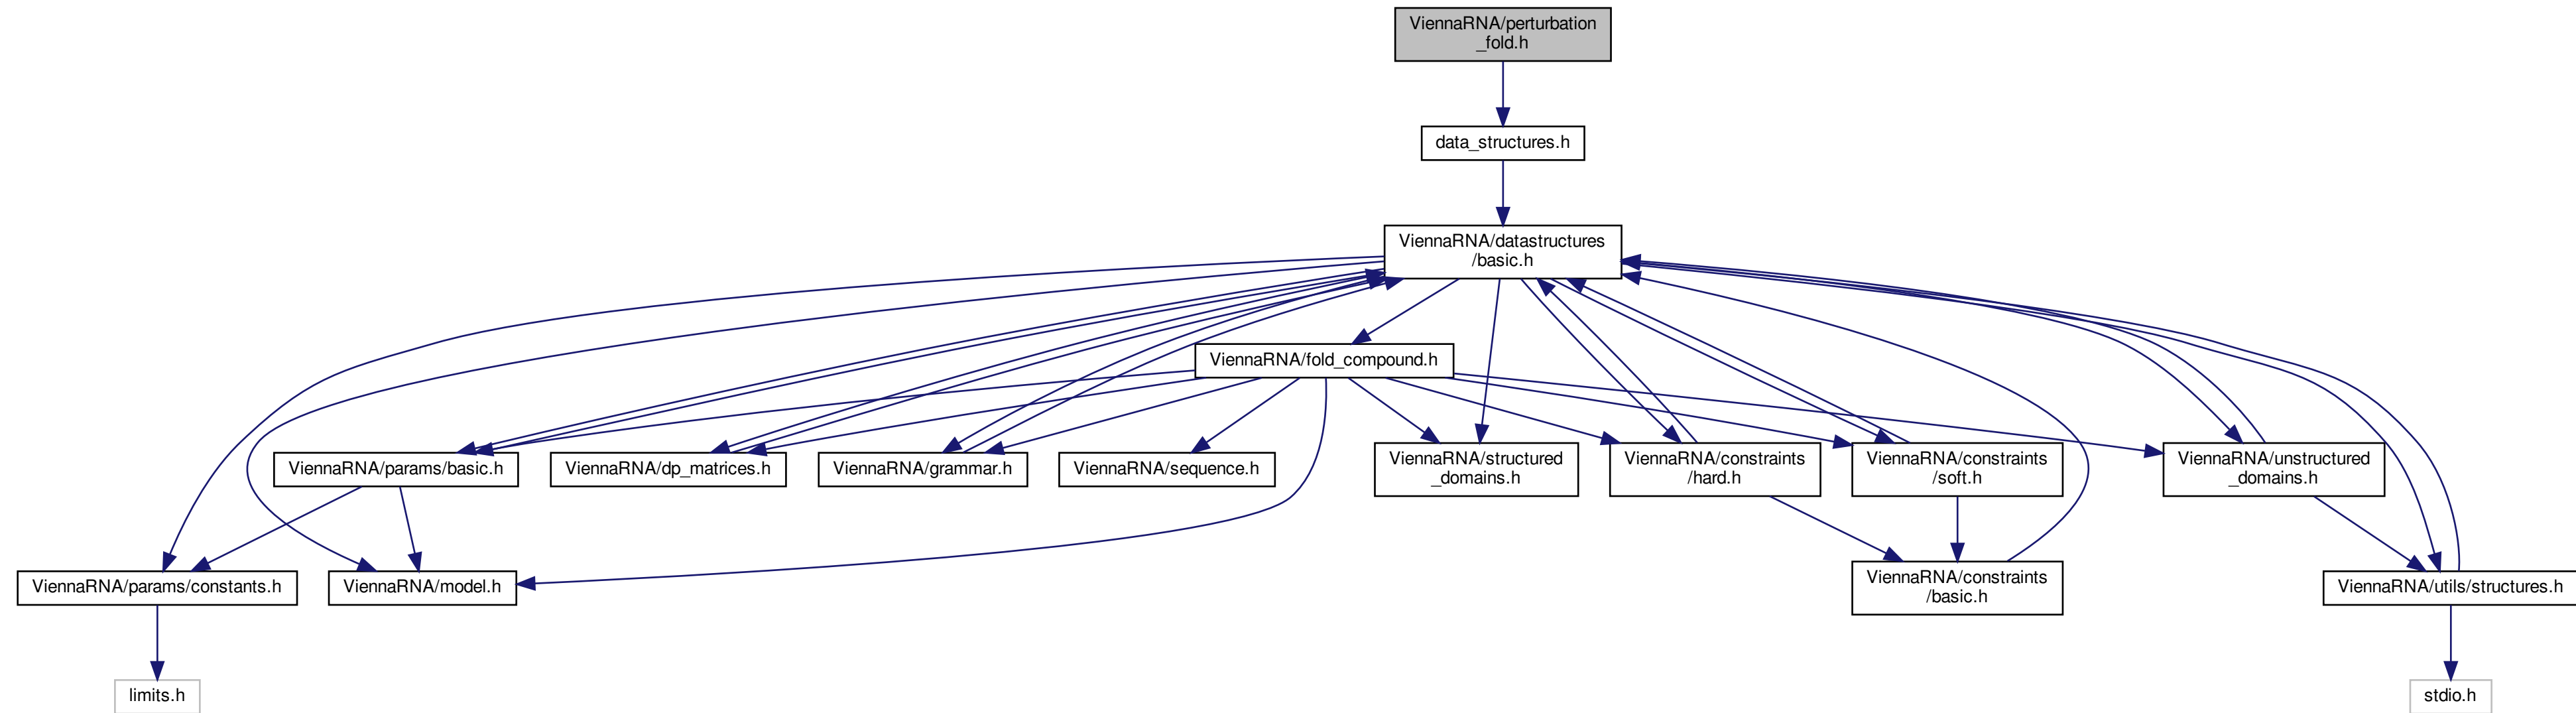 ViennaRNA/perturbation
_fold.h
data_structures.h
ViennaRNA/datastructures
/basic.h
ViennaRNA/fold_compound.h
ViennaRNA/params/basic.h
ViennaRNA/dp_matrices.h
ViennaRNA/grammar.h
ViennaRNA/sequence.h
ViennaRNA/structured
_domains.h
ViennaRNA/constraints
/hard.h
ViennaRNA/constraints
/soft.h
ViennaRNA/unstructured
_domains.h
ViennaRNA/params/constants.h
ViennaRNA/model.h
ViennaRNA/constraints
/basic.h
ViennaRNA/utils/structures.h
limits.h
stdio.h